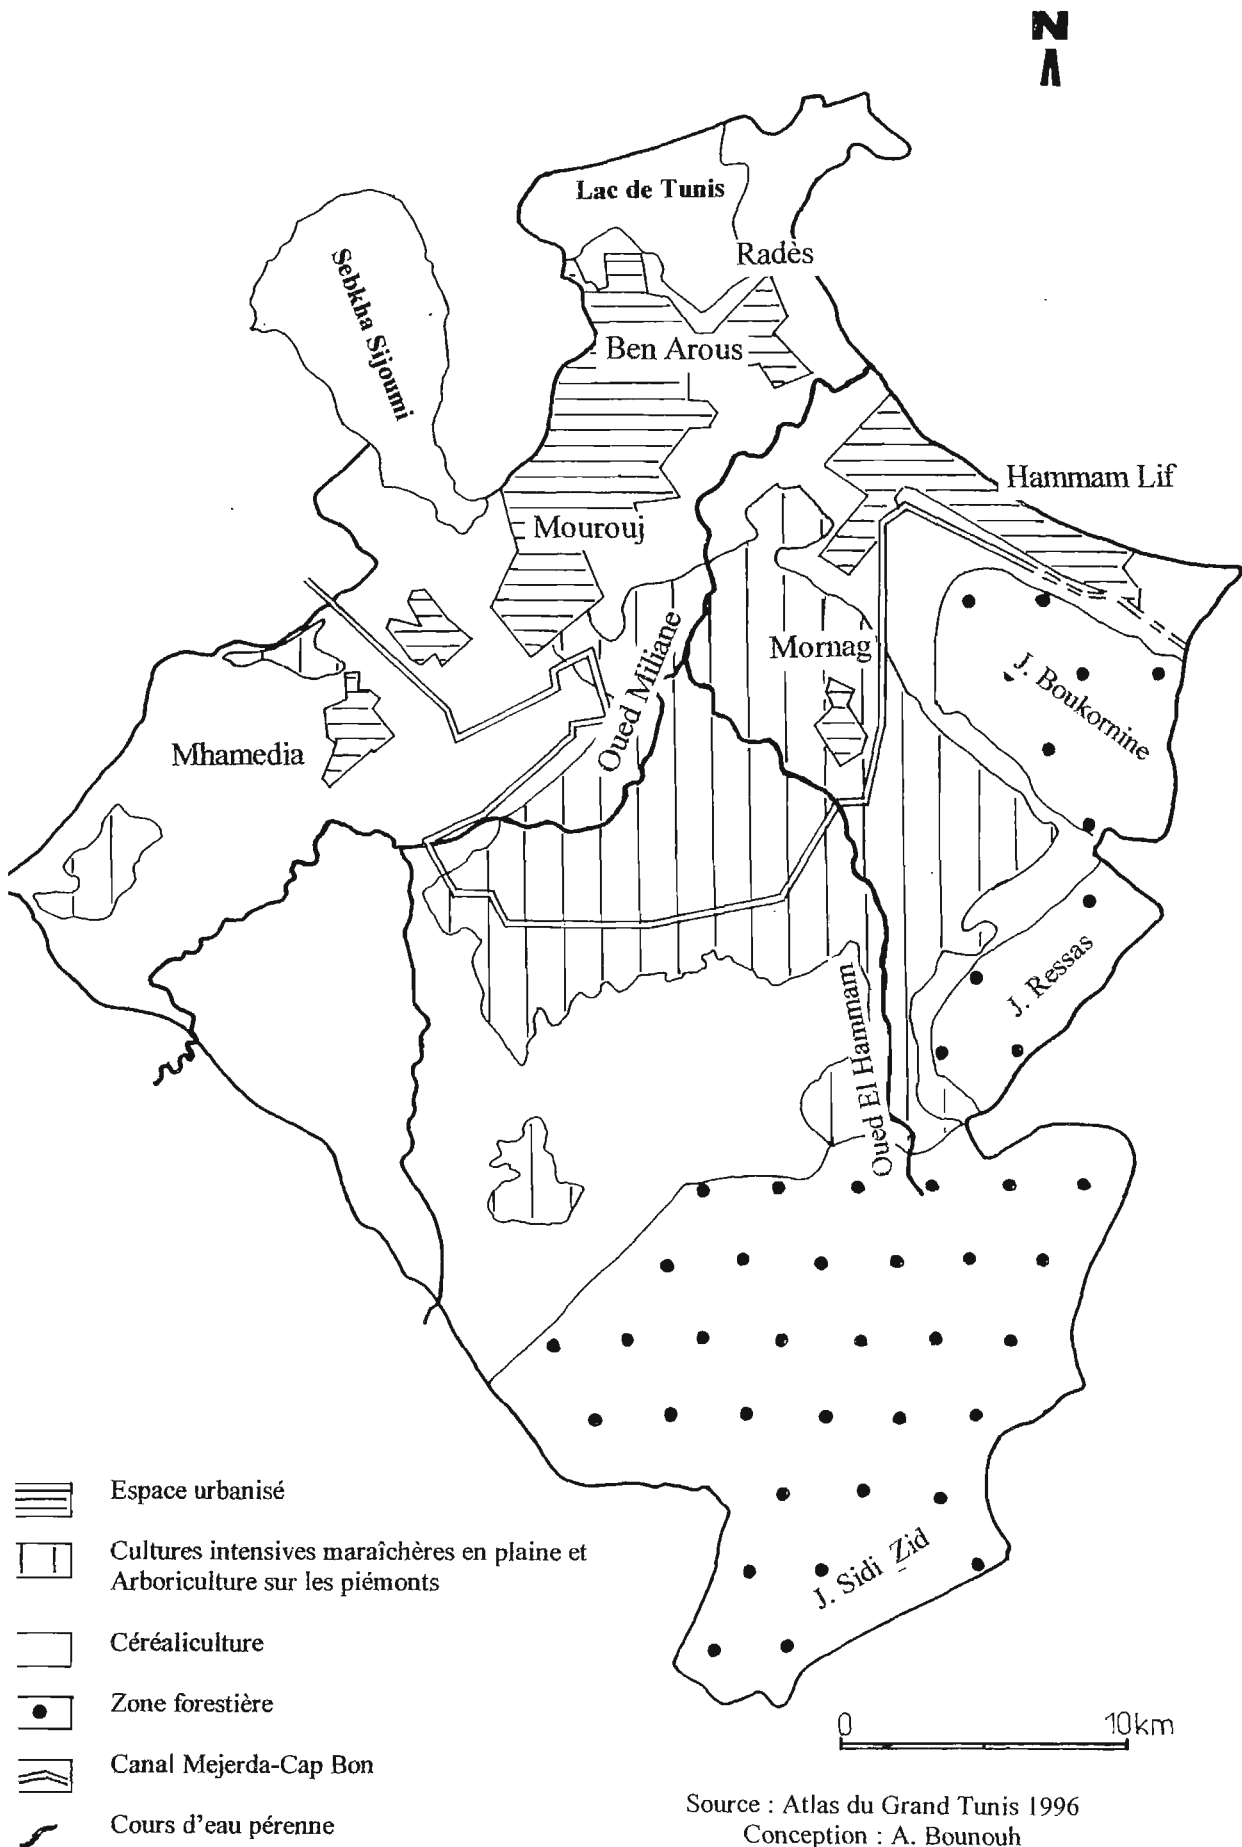 N
Lac de Tunis
Radès
Sebkha Sijoumi
Ben Arous
Hammam Lif
Mourouj
Oued Miliane
Mornag
J. Boukornine
Mhamedia
J. Ressas
Oued El Hammam
J. Sidi Zid
Espace urbanisé
Cultures intensives maraîchères en plaine et
Arboriculture sur les piémonts
Céréaliculture
Zone forestière
Canal Mejerda-Cap Bon
Cours d'eau pérenne
0 10km
Source : Atlas du Grand Tunis 1996
Conception : A. Bounouh